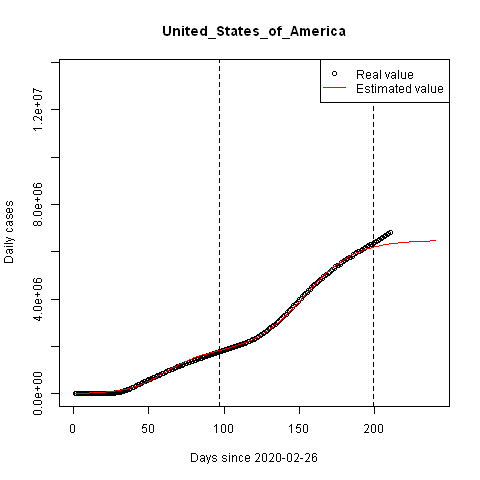 United_States_of_America
Real value
Estimated value
Daily cases
0.0e+00
4.0e+06
8.0e+06
1.2e+07
0
50
100
150
200
Days since 2020-02-26